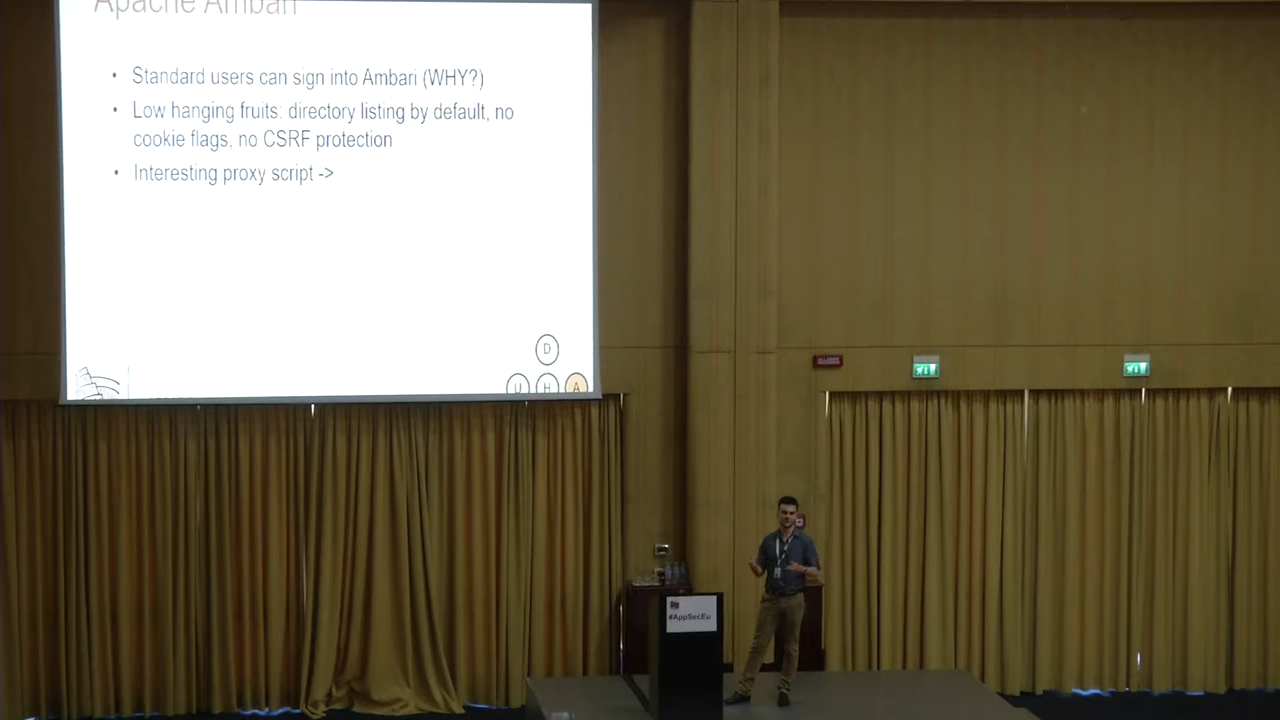 Apache Ambari
• Standard users can sign into Ambari (WHY?)
• Low hanging fruits: directory listing by default, no
cookie flags, no CSRF protection
• Interesting proxy script ->
D
U H A
#AppSecEu